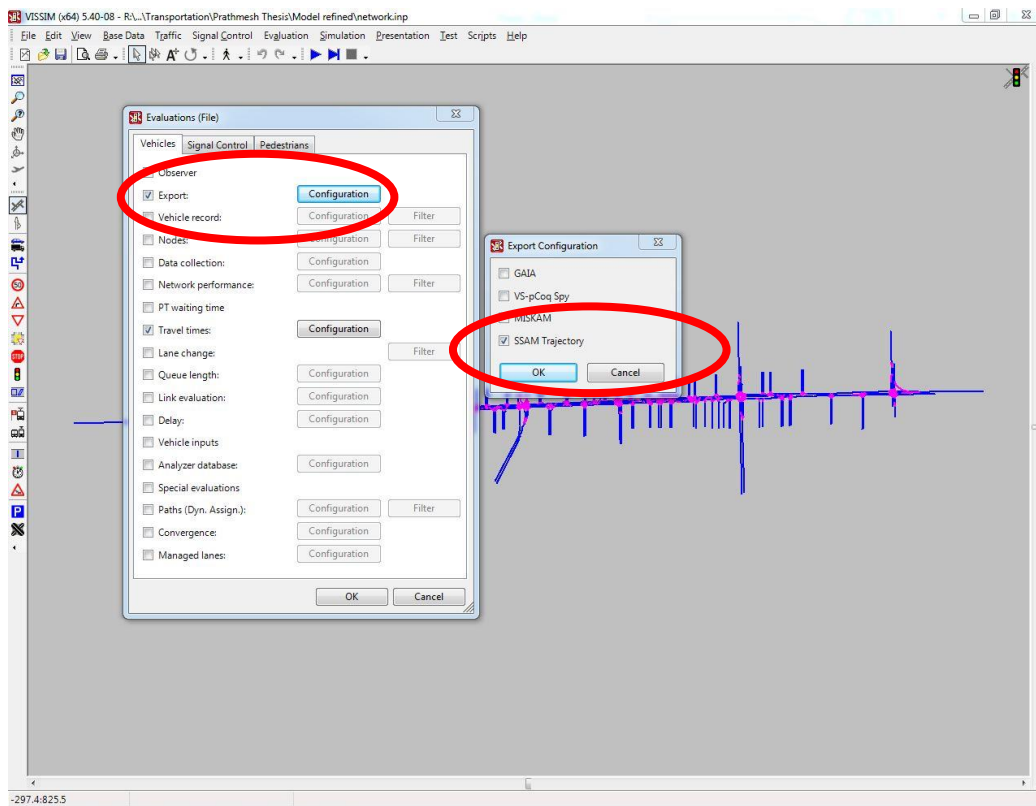 VISSIM (x64) 5.40-08 - R:\...\Transportation\Prathmesh Thesis\Model refined\network.inp
File Edit View Base Data Traffic Signal Control Evaluation Simulation Presentation Test Scripts Help
Evaluations (File)
Vehicles Signal Control Pedestrians
Observer
Export: Configuration
Vehicle record: Configuration Filter
Nodes: Configuration Filter
Data collection: Configuration
Network performance: Configuration Filter
PT waiting time
Travel times: Configuration
Lane change: Filter
Queue length: Configuration
Link evaluation: Configuration
Delay: Configuration
Vehicle inputs
Analyzer database: Configuration
Special evaluations
Paths (Dyn. Assign.): Configuration Filter
Convergence: Configuration
Managed lanes: Configuration
OK Cancel
Export Configuration
GAIA
VS-pCoq Spy
MISKAM
SSAM Trajectory
OK Cancel
50
STOP
P
-297.4:825.5